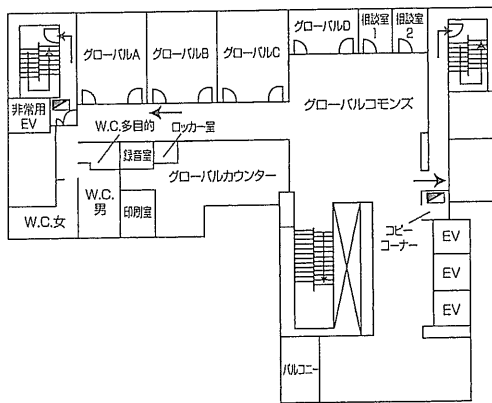 グローバルA
グローバルB
グローバルC
グローバルD
相談室
1
相談室
2
非常用
EV
グローバルコモンズ
W.C.多目的
ロッカー室
録音室
グローバルカウンター
W.C.
男
W.C.女
印刷室
コピー
コーナー
EV
EV
EV
バルコニー